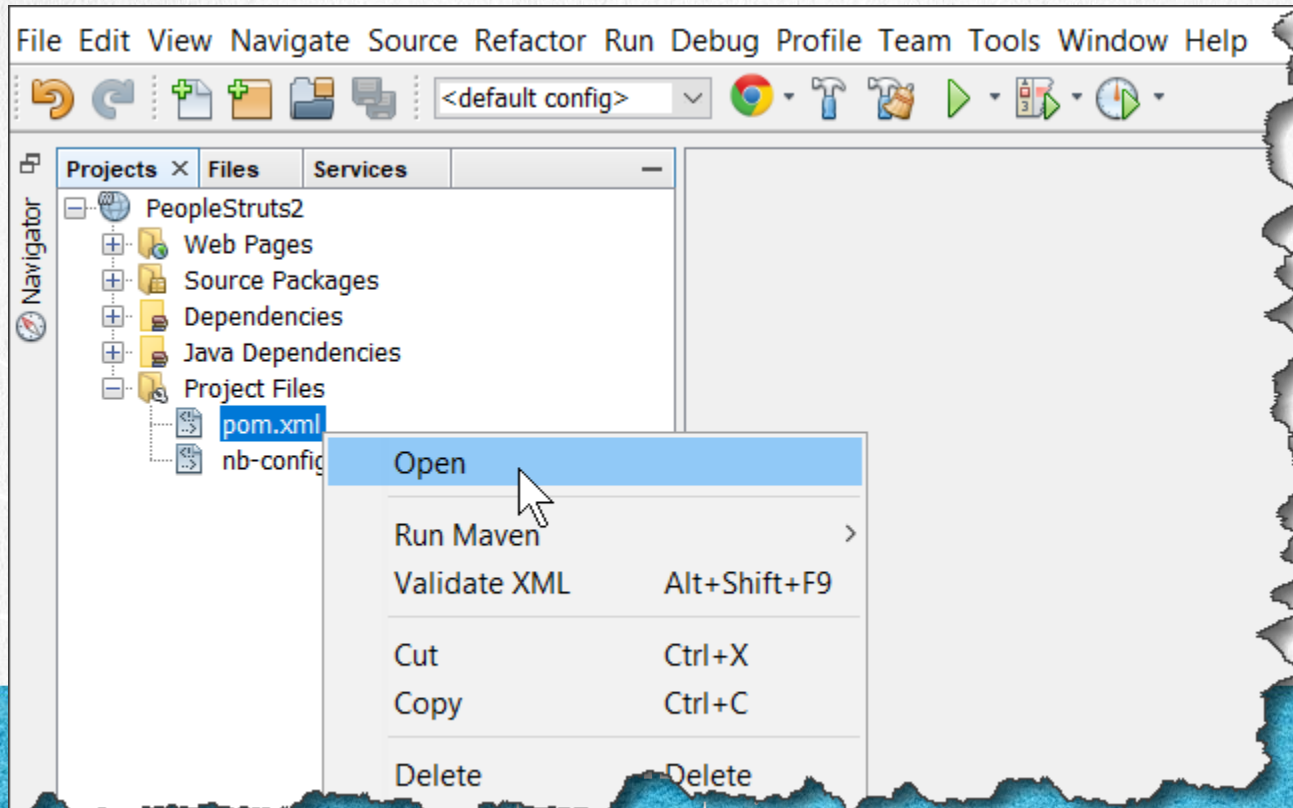 File Edit View Navigate Source Refactor Run Debug Profile Team Tools Window Help
<default config>
Projects Files Services
Navigator
PeopleStruts2
Web Pages
Source Packages
Dependencies
Java Dependencies
Project Files
pom.xml
nb-config
Open
Run Maven
Validate XML Alt+Shift+F9
Cut Ctrl+X
Copy Ctrl+C
Delete Delete